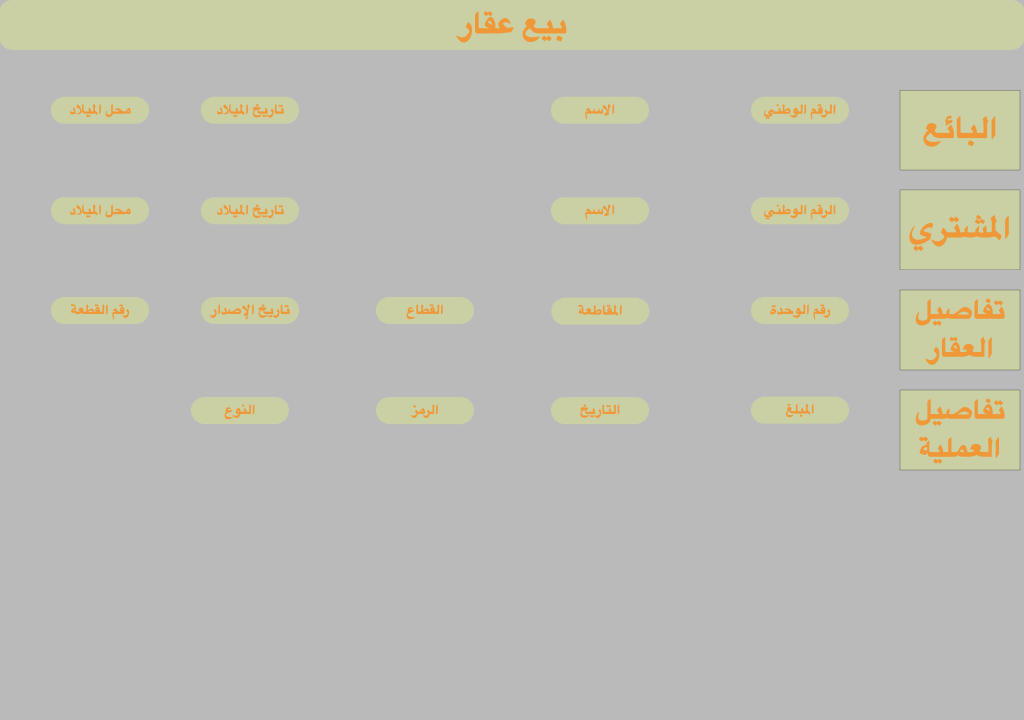 بيع عقار
البائع
الرقم الوطني
الاسم
تاريخ الميلاد
محل الميلاد
المشتري
الرقم الوطني
الاسم
تاريخ الميلاد
محل الميلاد
تفاصيل
العقار
رقم الوحدة
المقاطعة
القطاع
تاريخ الإصدار
رقم القطعة
تفاصيل
العملية
المبلغ
التاريخ
الرمز
النوع